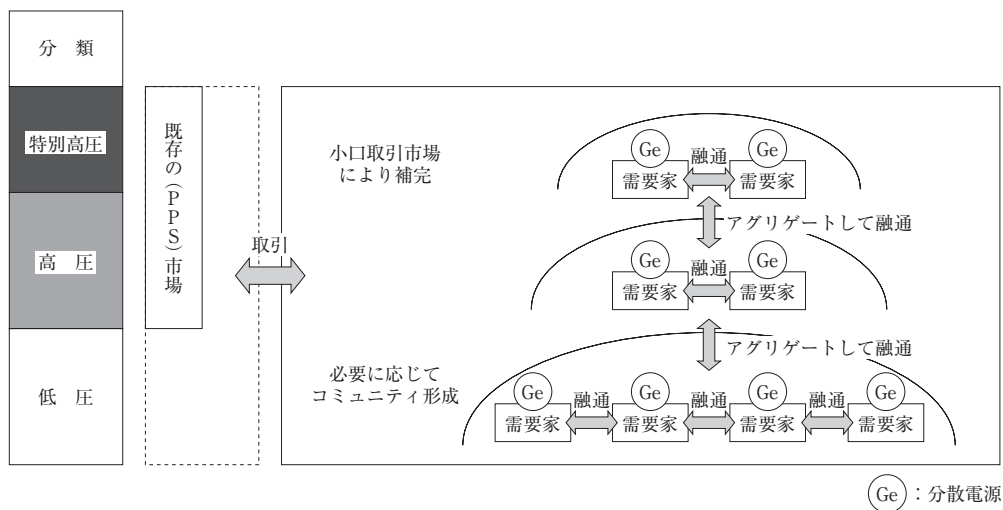 分類
特別高圧
高圧
低圧
既存の(PPS)市場
取引
小口取引市場
により補完
Ge
Ge
融通
需要家
需要家
アグリゲートして融通
Ge
Ge
融通
需要家
需要家
アグリゲートして融通
必要に応じて
コミュニティ形成
Ge
Ge
Ge
Ge
融通
融通
融通
需要家
需要家
需要家
需要家
Ge：分散電源